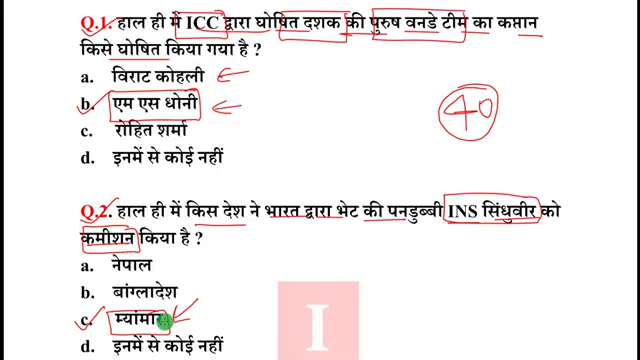 Q.1. हाल ही में ICC द्वारा घोषित दशक की पुरुष वनडे टीम का कप्तान
किसे घोषित किया गया है ?
a. विराट कोहली
b. एम एस धोनी
c. रोहित शर्मा
d. इनमें से कोई नहीं
40
Q.2. हाल ही में किस देश ने भारत द्वारा भेट की पनडुब्बी INS सिंधुवीर को
कमीशन किया है ?
a. नेपाल
b. बांग्लादेश
c. म्यांमार
d. इनमें से कोई नहीं
I